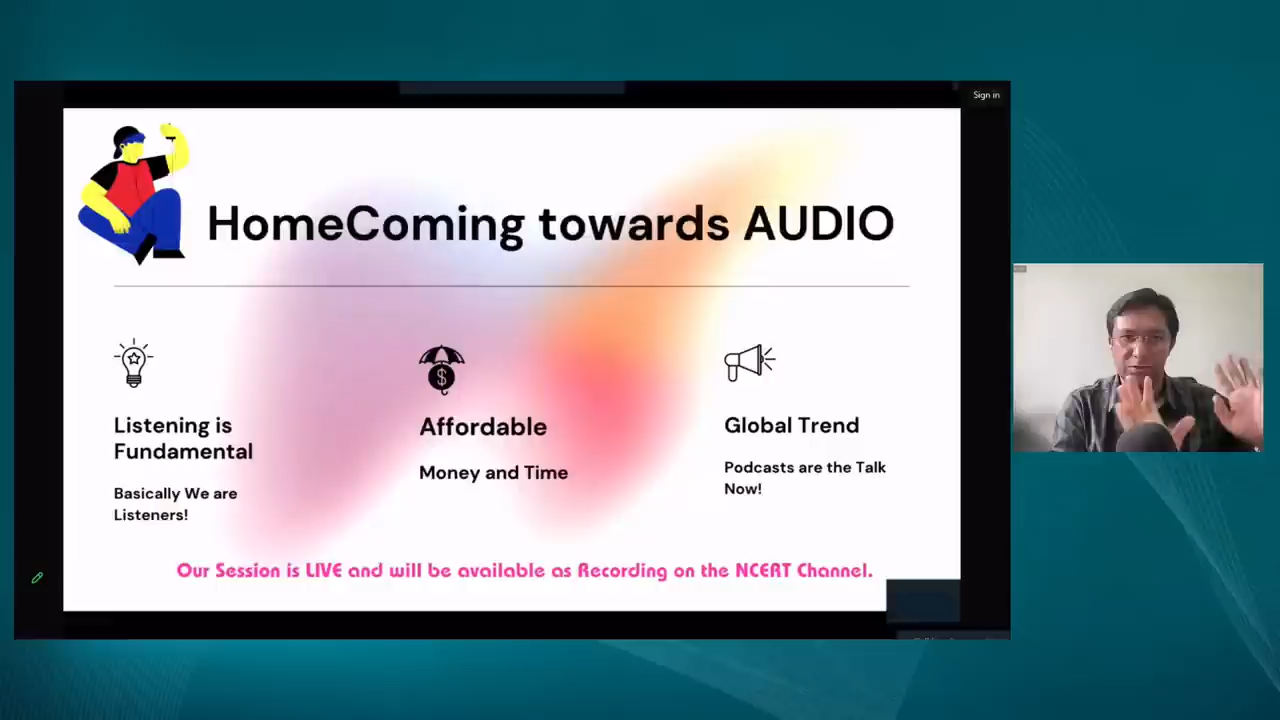 Sign in
HomeComing towards AUDIO
Listening is
Fundamental
Basically We are
Listeners!
$
Affordable
Money and Time
Global Trend
Podcasts are the Talk
Now!
Our Session is LIVE and will be available as Recording on the NCERT Channel.